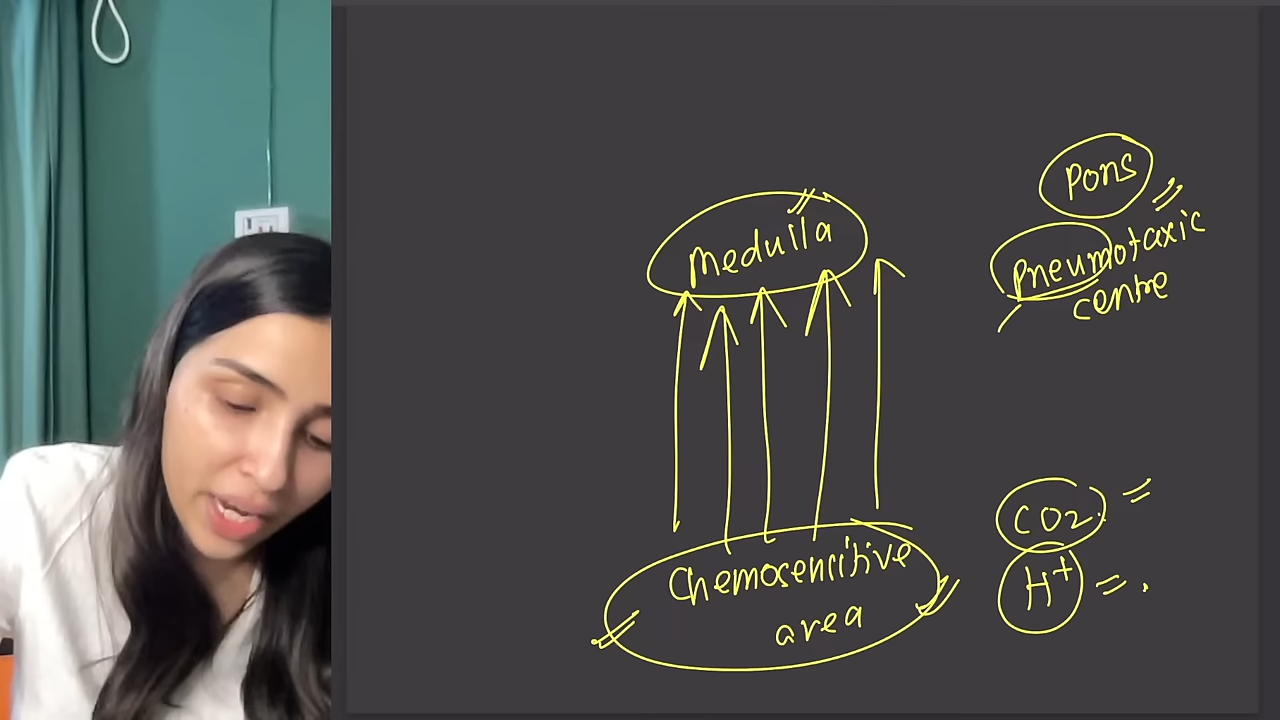 Pons
Medulla
Pneumotaxic
centre
CO2
Chemosensitive
area
H+